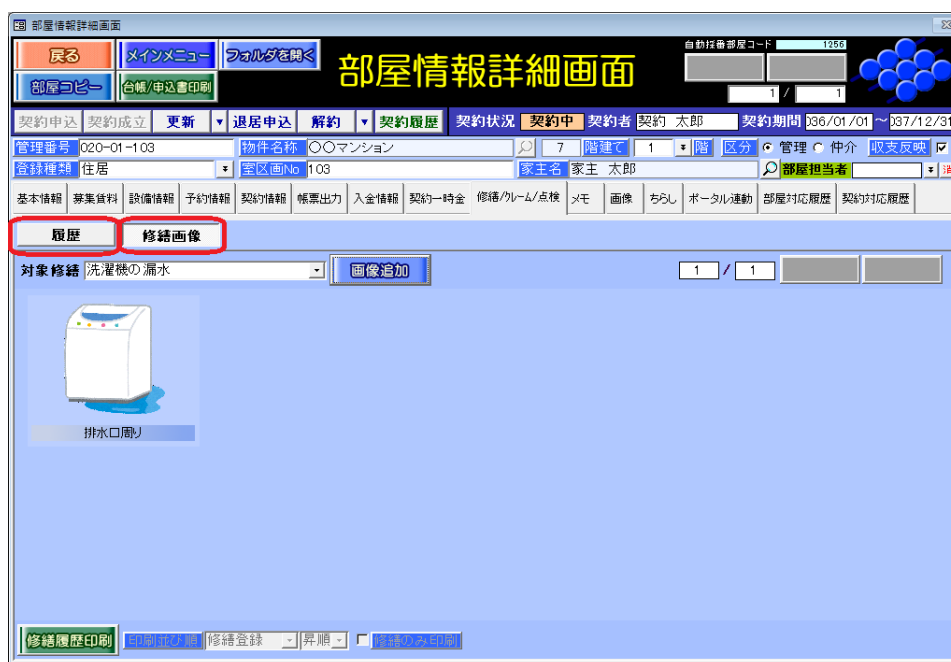 部屋情報詳細画面
戻る メインメニュー フォルダを開く 部屋情報詳細画面 自動採番部屋コード 1256
部屋コピー 台帳/申込書印刷 1 / 1
契約申込 契約成立 更新 退居申込 解約 契約履歴 契約状況 契約中 契約者 契約 太郎 契約期間 036/01/01 ～ 037/12/31
管理番号 020-01-103 物件名称 〇〇マンション 7 階建て 1 階 区分 管理 仲介 収支反映
登録種類 住居 室区画No 103 家主名 家主 太郎 部屋担当者
基本情報 募集賃料 設備情報 予約情報 契約情報 帳票出力 入金情報 契約一時金 修繕/クレーム/点検 メモ 画像 ちらし ポータル連動 部屋対応履歴 契約対応履歴
履歴 修繕画像
対象修繕 洗濯機の漏水 画像追加 1 / 1
排水口周り
修繕履歴印刷 印刷並び順 修繕登録 昇順 修繕のみ印刷